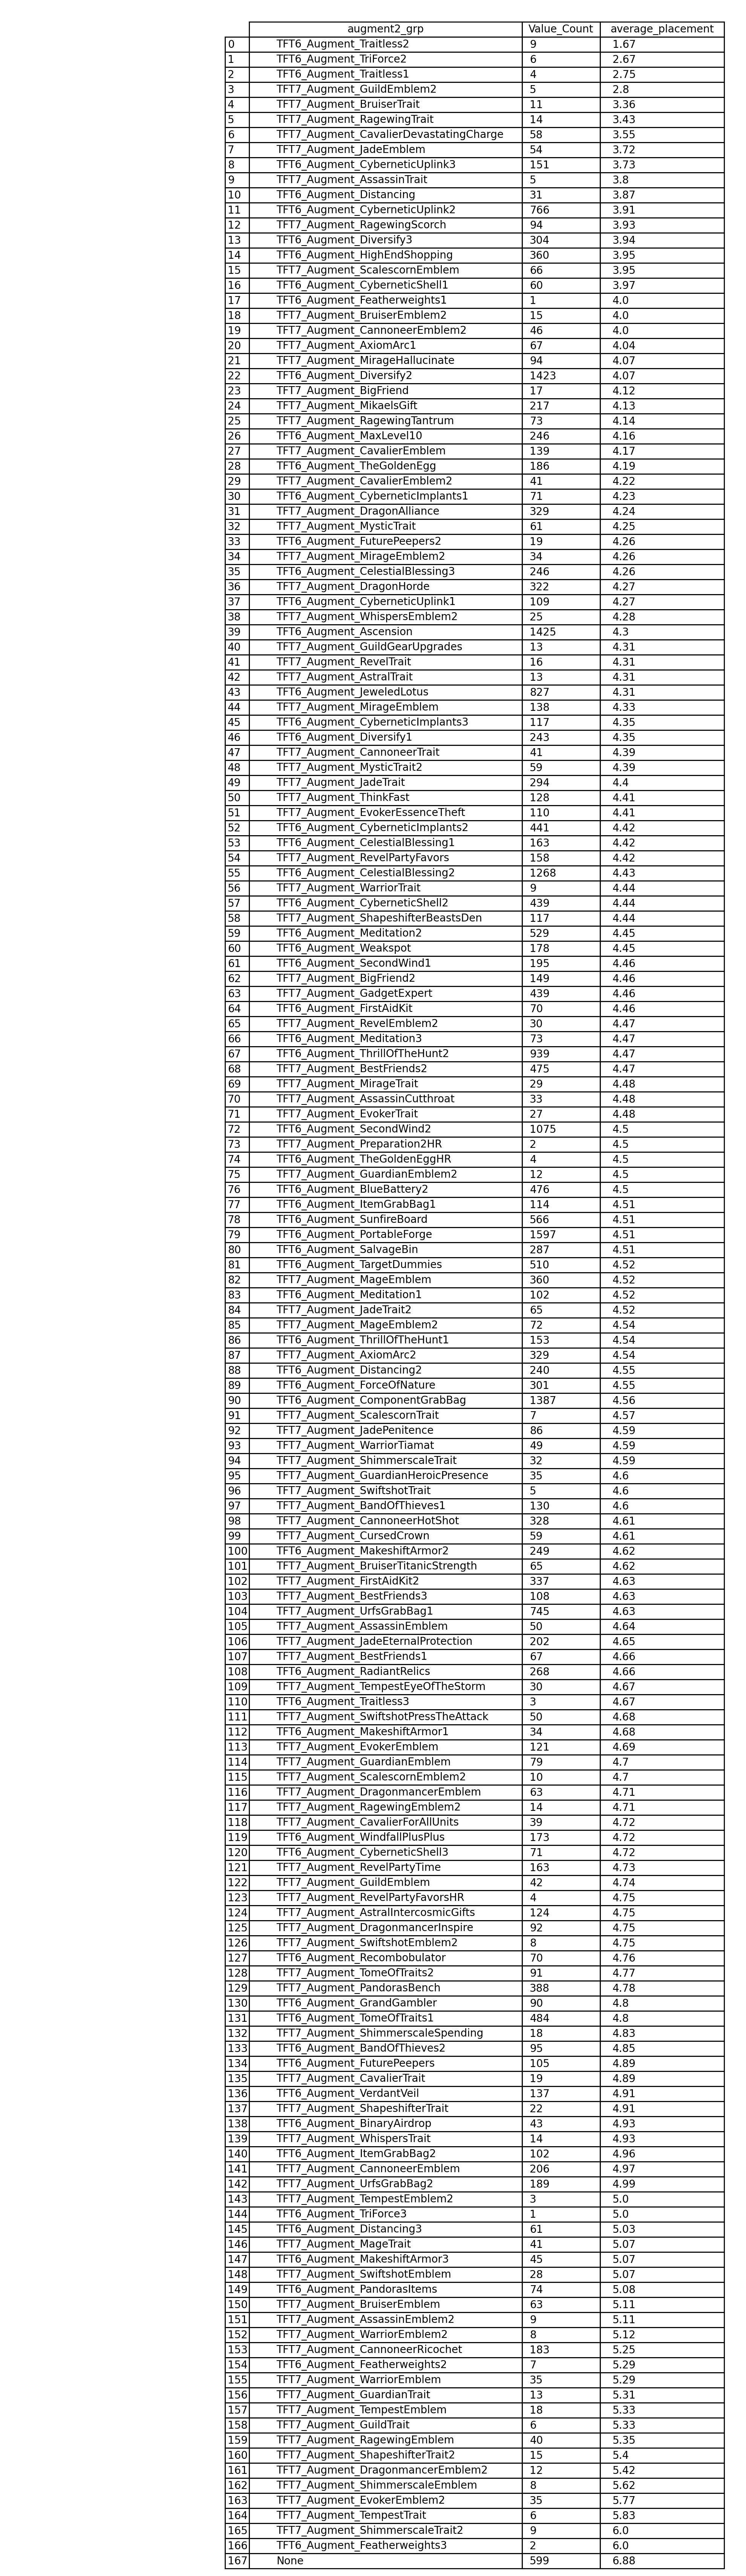 augment2_grp Value_Count average_placement
0 TFT6_Augment_Traitless2 9 1.67
1 TFT6_Augment_TriForce2 6 2.67
2 TFT6_Augment_Traitless1 4 2.75
3 TFT7_Augment_GuildEmblem2 5 2.8
4 TFT7_Augment_BruiserTrait 11 3.36
5 TFT7_Augment_RagewingTrait 14 3.43
6 TFT7_Augment_CavalierDevastatingCharge 58 3.55
7 TFT7_Augment_JadeEmblem 54 3.72
8 TFT6_Augment_CyberneticUplink3 151 3.73
9 TFT7_Augment_AssassinTrait 5 3.8
10 TFT6_Augment_Distancing 31 3.87
11 TFT6_Augment_CyberneticUplink2 766 3.91
12 TFT7_Augment_RagewingScorch 94 3.93
13 TFT6_Augment_Diversify3 304 3.94
14 TFT6_Augment_HighEndShopping 360 3.95
15 TFT7_Augment_ScalescornEmblem 66 3.95
16 TFT6_Augment_CyberneticShell1 60 3.97
17 TFT6_Augment_Featherweights1 1 4.0
18 TFT7_Augment_BruiserEmblem2 15 4.0
19 TFT7_Augment_CannoneerEmblem2 46 4.0
20 TFT7_Augment_AxiomArc1 67 4.04
21 TFT7_Augment_MirageHallucinate 94 4.07
22 TFT6_Augment_Diversify2 1423 4.07
23 TFT7_Augment_BigFriend 17 4.12
24 TFT7_Augment_MikaelsGift 217 4.13
25 TFT7_Augment_RagewingTantrum 73 4.14
26 TFT6_Augment_MaxLevel10 246 4.16
27 TFT7_Augment_CavalierEmblem 139 4.17
28 TFT6_Augment_TheGoldenEgg 186 4.19
29 TFT7_Augment_CavalierEmblem2 41 4.22
30 TFT6_Augment_CyberneticImplants1 71 4.23
31 TFT7_Augment_DragonAlliance 329 4.24
32 TFT7_Augment_MysticTrait 61 4.25
33 TFT6_Augment_FuturePeepers2 19 4.26
34 TFT7_Augment_MirageEmblem2 34 4.26
35 TFT6_Augment_CelestialBlessing3 246 4.26
36 TFT7_Augment_DragonHorde 322 4.27
37 TFT6_Augment_CyberneticUplink1 109 4.27
38 TFT7_Augment_WhispersEmblem2 25 4.28
39 TFT6_Augment_Ascension 1425 4.3
40 TFT7_Augment_GuildGearUpgrades 13 4.31
41 TFT7_Augment_RevelTrait 16 4.31
42 TFT7_Augment_AstralTrait 13 4.31
43 TFT6_Augment_JeweledLotus 827 4.31
44 TFT7_Augment_MirageEmblem 138 4.33
45 TFT6_Augment_CyberneticImplants3 117 4.35
46 TFT6_Augment_Diversify1 243 4.35
47 TFT7_Augment_CannoneerTrait 41 4.39
48 TFT7_Augment_MysticTrait2 59 4.39
49 TFT7_Augment_JadeTrait 294 4.4
50 TFT7_Augment_ThinkFast 128 4.41
51 TFT7_Augment_EvokerEssenceTheft 110 4.41
52 TFT6_Augment_CyberneticImplants2 441 4.42
53 TFT6_Augment_CelestialBlessing1 163 4.42
54 TFT7_Augment_RevelPartyFavors 158 4.42
55 TFT6_Augment_CelestialBlessing2 1268 4.43
56 TFT7_Augment_WarriorTrait 9 4.44
57 TFT6_Augment_CyberneticShell2 439 4.44
58 TFT7_Augment_ShapeshifterBeastsDen 117 4.44
59 TFT6_Augment_Meditation2 529 4.45
60 TFT6_Augment_Weakspot 178 4.45
61 TFT6_Augment_SecondWind1 195 4.46
62 TFT7_Augment_BigFriend2 149 4.46
63 TFT7_Augment_GadgetExpert 439 4.46
64 TFT6_Augment_FirstAidKit 70 4.46
65 TFT7_Augment_RevelEmblem2 30 4.47
66 TFT6_Augment_Meditation3 73 4.47
67 TFT6_Augment_ThrillOfTheHunt2 939 4.47
68 TFT7_Augment_BestFriends2 475 4.47
69 TFT7_Augment_MirageTrait 29 4.48
70 TFT7_Augment_AssassinCutthroat 33 4.48
71 TFT7_Augment_EvokerTrait 27 4.48
72 TFT6_Augment_SecondWind2 1075 4.5
73 TFT7_Augment_Preparation2HR 2 4.5
74 TFT6_Augment_TheGoldenEggHR 4 4.5
75 TFT7_Augment_GuardianEmblem2 12 4.5
76 TFT6_Augment_BlueBattery2 476 4.5
77 TFT6_Augment_ItemGrabBag1 114 4.51
78 TFT6_Augment_SunfireBoard 566 4.51
79 TFT6_Augment_PortableForge 1597 4.51
80 TFT6_Augment_SalvageBin 287 4.51
81 TFT6_Augment_TargetDummies 510 4.52
82 TFT7_Augment_MageEmblem 360 4.52
83 TFT6_Augment_Meditation1 102 4.52
84 TFT7_Augment_JadeTrait2 65 4.52
85 TFT7_Augment_MageEmblem2 72 4.54
86 TFT6_Augment_ThrillOfTheHunt1 153 4.54
87 TFT7_Augment_AxiomArc2 329 4.54
88 TFT6_Augment_Distancing2 240 4.55
89 TFT6_Augment_ForceOfNature 301 4.55
90 TFT6_Augment_ComponentGrabBag 1387 4.56
91 TFT7_Augment_ScalescornTrait 7 4.57
92 TFT7_Augment_JadePenitence 86 4.59
93 TFT7_Augment_WarriorTiamat 49 4.59
94 TFT7_Augment_ShimmerscaleTrait 32 4.59
95 TFT7_Augment_GuardianHeroicPresence 35 4.6
96 TFT7_Augment_SwiftshotTrait 5 4.6
97 TFT7_Augment_BandOfThieves1 130 4.6
98 TFT7_Augment_CannoneerHotShot 328 4.61
99 TFT7_Augment_CursedCrown 59 4.61
100 TFT6_Augment_MakeshiftArmor2 249 4.62
101 TFT7_Augment_BruiserTitanicStrength 65 4.62
102 TFT7_Augment_FirstAidKit2 337 4.63
103 TFT7_Augment_BestFriends3 108 4.63
104 TFT7_Augment_UrfsGrabBag1 745 4.63
105 TFT7_Augment_AssassinEmblem 50 4.64
106 TFT7_Augment_JadeEternalProtection 202 4.65
107 TFT7_Augment_BestFriends1 67 4.66
108 TFT6_Augment_RadiantRelics 268 4.66
109 TFT7_Augment_TempestEyeOfTheStorm 30 4.67
110 TFT6_Augment_Traitless3 3 4.67
111 TFT7_Augment_SwiftshotPressTheAttack 50 4.68
112 TFT6_Augment_MakeshiftArmor1 34 4.68
113 TFT7_Augment_EvokerEmblem 121 4.69
114 TFT7_Augment_GuardianEmblem 79 4.7
115 TFT7_Augment_ScalescornEmblem2 10 4.7
116 TFT7_Augment_DragonmancerEmblem 63 4.71
117 TFT7_Augment_RagewingEmblem2 14 4.71
118 TFT7_Augment_CavalierForAllUnits 39 4.72
119 TFT6_Augment_WindfallPlusPlus 173 4.72
120 TFT6_Augment_CyberneticShell3 71 4.72
121 TFT7_Augment_RevelPartyTime 163 4.73
122 TFT7_Augment_GuildEmblem 42 4.74
123 TFT7_Augment_RevelPartyFavorsHR 4 4.75
124 TFT7_Augment_AstralIntercosmicGifts 124 4.75
125 TFT7_Augment_DragonmancerInspire 92 4.75
126 TFT7_Augment_SwiftshotEmblem2 8 4.75
127 TFT6_Augment_Recombobulator 70 4.76
128 TFT7_Augment_TomeOfTraits2 91 4.77
129 TFT7_Augment_PandorasBench 388 4.78
130 TFT6_Augment_GrandGambler 90 4.8
131 TFT6_Augment_TomeOfTraits1 484 4.8
132 TFT7_Augment_ShimmerscaleSpending 18 4.83
133 TFT6_Augment_BandOfThieves2 95 4.85
134 TFT6_Augment_FuturePeepers 105 4.89
135 TFT7_Augment_CavalierTrait 19 4.89
136 TFT6_Augment_VerdantVeil 137 4.91
137 TFT7_Augment_ShapeshifterTrait 22 4.91
138 TFT6_Augment_BinaryAirdrop 43 4.93
139 TFT7_Augment_WhispersTrait 14 4.93
140 TFT6_Augment_ItemGrabBag2 102 4.96
141 TFT7_Augment_CannoneerEmblem 206 4.97
142 TFT7_Augment_UrfsGrabBag2 189 4.99
143 TFT7_Augment_TempestEmblem2 3 5.0
144 TFT6_Augment_TriForce3 1 5.0
145 TFT6_Augment_Distancing3 61 5.03
146 TFT7_Augment_MageTrait 41 5.07
147 TFT6_Augment_MakeshiftArmor3 45 5.07
148 TFT7_Augment_SwiftshotEmblem 28 5.07
149 TFT6_Augment_PandorasItems 74 5.08
150 TFT7_Augment_BruiserEmblem 63 5.11
151 TFT7_Augment_AssassinEmblem2 9 5.11
152 TFT7_Augment_WarriorEmblem2 8 5.12
153 TFT7_Augment_CannoneerRicochet 183 5.25
154 TFT6_Augment_Featherweights2 7 5.29
155 TFT7_Augment_WarriorEmblem 35 5.29
156 TFT7_Augment_GuardianTrait 13 5.31
157 TFT7_Augment_TempestEmblem 18 5.33
158 TFT7_Augment_GuildTrait 6 5.33
159 TFT7_Augment_RagewingEmblem 40 5.35
160 TFT7_Augment_ShapeshifterTrait2 15 5.4
161 TFT7_Augment_DragonmancerEmblem2 12 5.42
162 TFT7_Augment_ShimmerscaleEmblem 8 5.62
163 TFT7_Augment_EvokerEmblem2 35 5.77
164 TFT7_Augment_TempestTrait 6 5.83
165 TFT7_Augment_ShimmerscaleTrait2 9 6.0
166 TFT6_Augment_Featherweights3 2 6.0
167 None 599 6.88